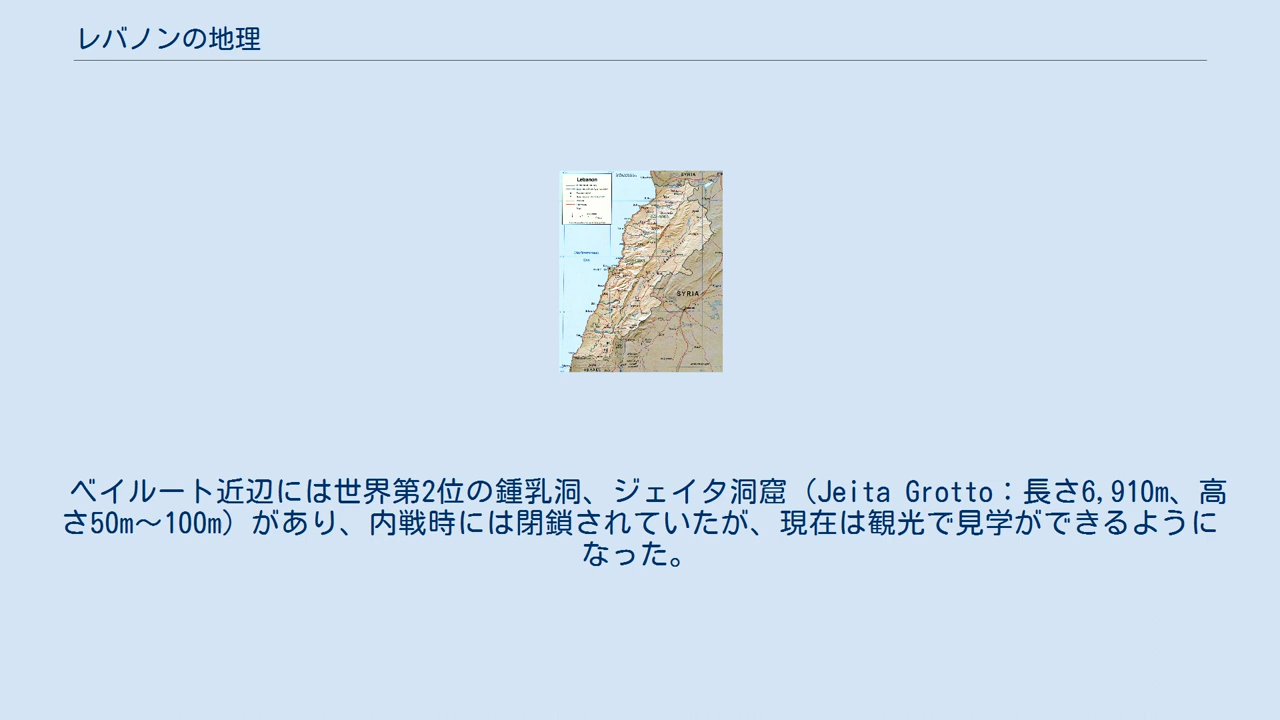 レバノンの地理
Lebanon
SYRIA
SYRIA
ベイルート近辺には世界第2位の鍾乳洞、ジェイタ洞窟（Jeita Grotto：長さ6,910m、高
さ50m～100m）があり、内戦時には閉鎖されていたが、現在は観光で見学ができるように
なった。